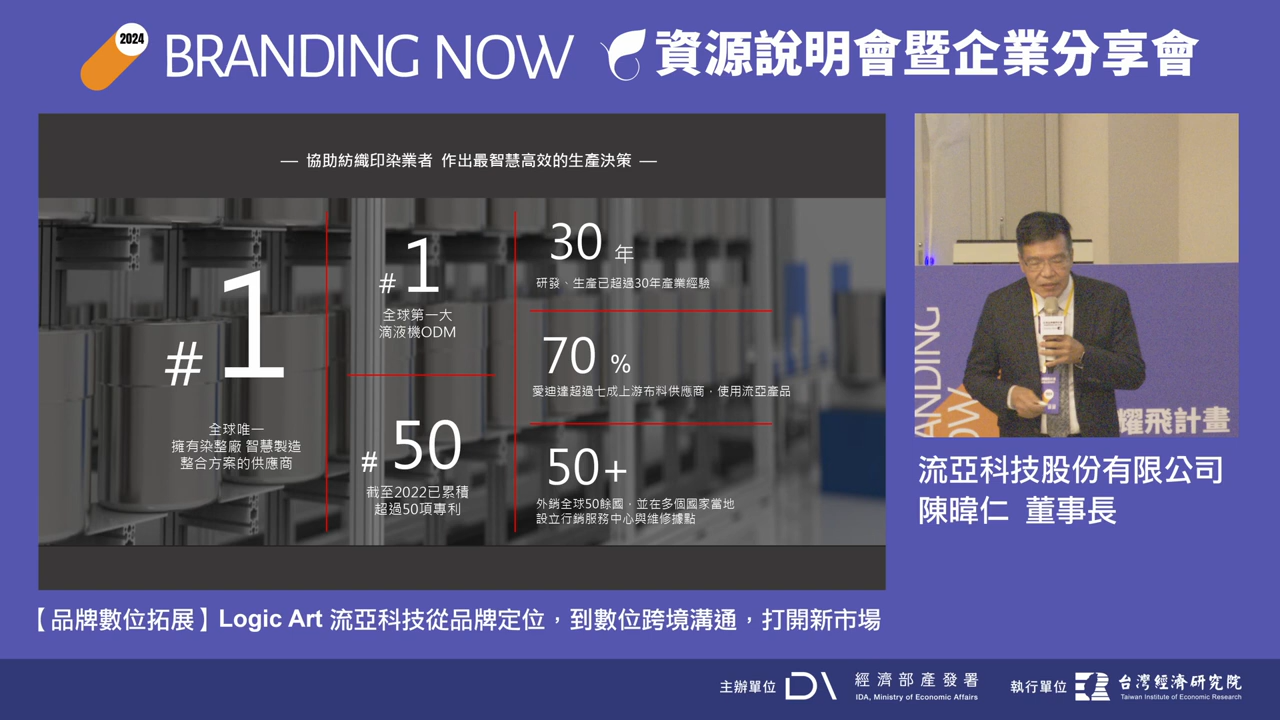 2024
BRANDING NOW 資源說明會暨企業分享會
— 協助紡織印染業者 作出最智慧高效的生產決策 —
#1
全球唯一
擁有染整廠 智慧製造
整合方案的供應商
#1
全球第一大
滴液機ODM
#50
截至2022已累積
超過50項專利
30 年
研發、生產已超過30年產業經驗
70 %
愛迪達超過七成上游布料供應商，使用流亞產品
50+
外銷全球50餘國，並在多個國家當地
設立行銷服務中心與維修據點
ANDING
OW
耀飛計畫
流亞科技股份有限公司
陳暐仁 董事長
【品牌數位拓展】Logic Art 流亞科技從品牌定位，到數位跨境溝通，打開新市場
主辦單位 IDA 經濟部產發署
IDA, Ministry of Economic Affairs
執行單位 台灣經濟研究院
Taiwan Institute of Economic Research